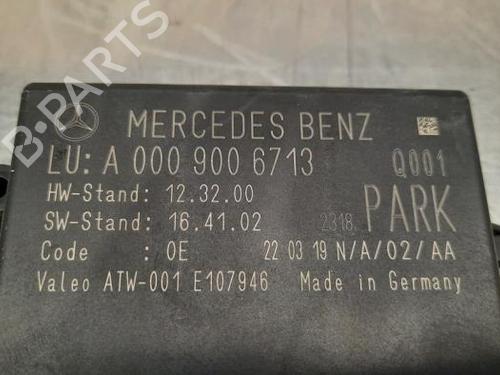 B-PARTS
MERCEDES BENZ
LU: A 000 900 6713 Q001
HW-Stand: 12.32.00
SW-Stand: 16.41.02 2318. PARK
Code : 0E 22 03 19 N/A/02/AA
Valeo ATW-001 E107946 Made in Germany